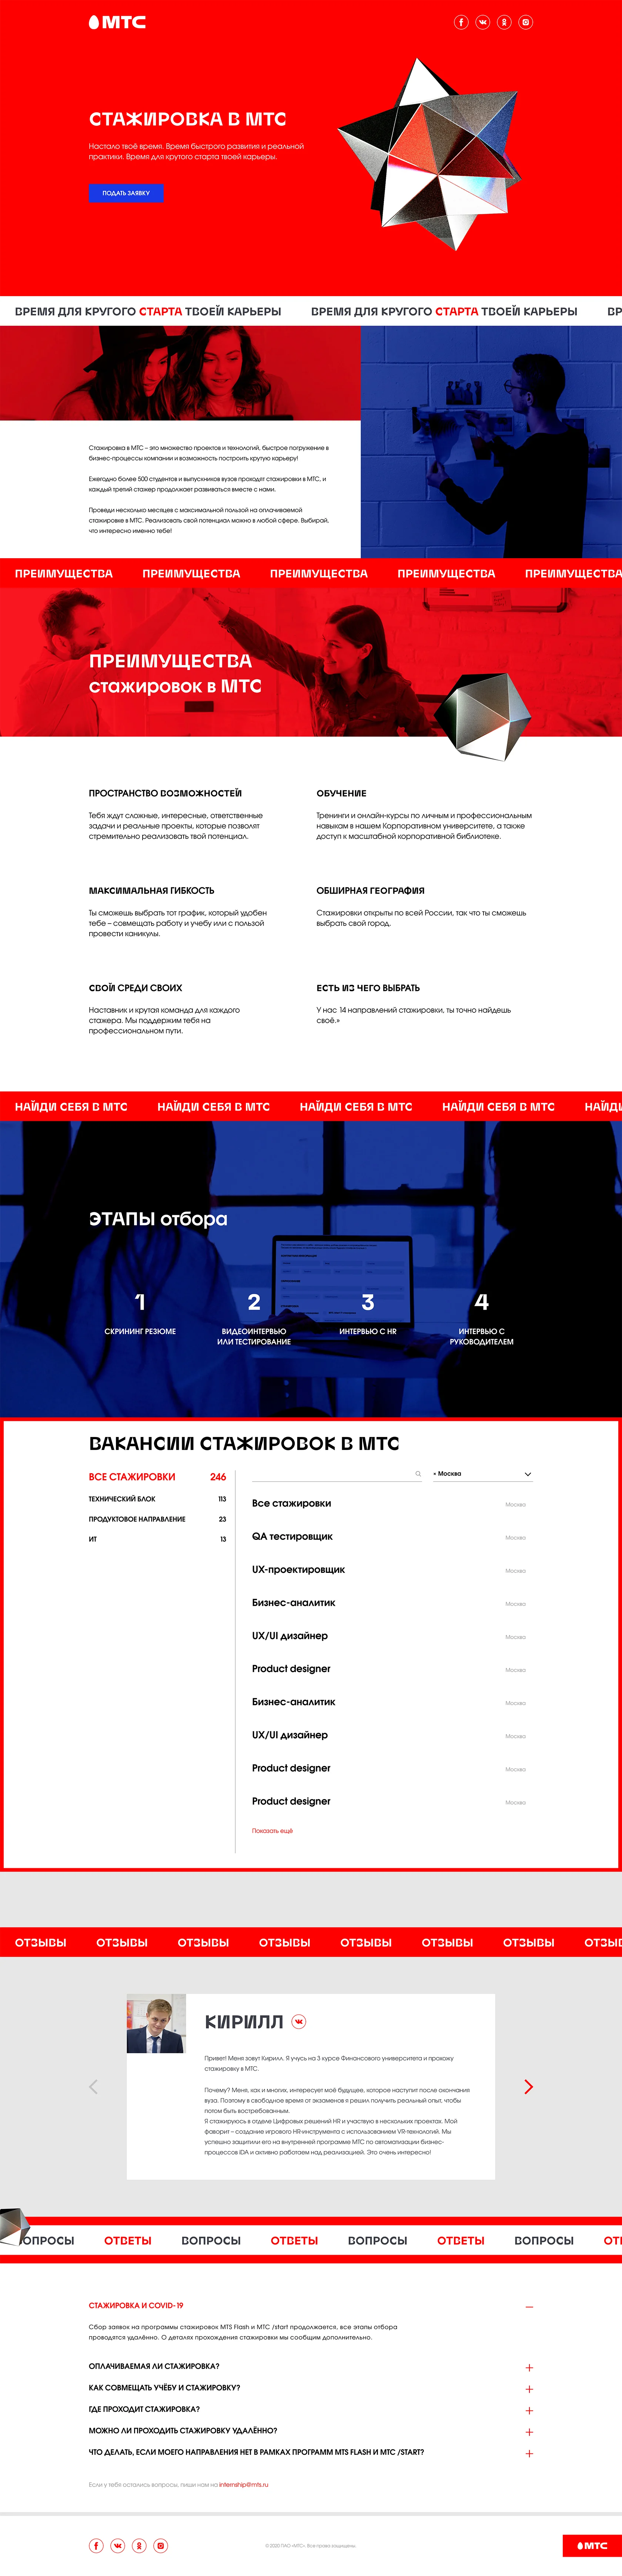 МТС
СТАЖИРОВКА В МТС
Настало твоё время. Время быстрого развития и реальной
практики. Время для крутого старта твоей карьеры.
ПОДАТЬ ЗАЯВКУ
ВРЕМЯ ДЛЯ КРУГОГО СТАРТА ТВОЕЙ КАРЬЕРЫ ВРЕМЯ ДЛЯ КРУГОГО СТАРТА ТВОЕЙ КАРЬЕРЫ ВР
Стажировка в МТС – это множество проектов и технологий, быстрое погружение в
бизнес-процессы компании и возможность построить крутую карьеру!
Ежегодно более 500 студентов и выпускников вузов проходят стажировки в МТС, и
каждый третий стажер продолжает развиваться вместе с нами.
Проведи несколько месяцев с максимальной пользой на оплачиваемой
стажировке в МТС. Реализовать свой потенциал можно в любой сфере. Выбирай,
что интересно именно тебе!
ПРЕИМУЩЕСТВА ПРЕИМУЩЕСТВА ПРЕИМУЩЕСТВА ПРЕИМУЩЕСТВА ПРЕИМУЩЕСТВА
ПРЕИМУЩЕСТВА
стажировок в МТС
ПРОСТРАНСТВО ВОЗМОЖНОСТЕЙ
Тебя ждут сложные, интересные, ответственные
задачи и реальные проекты, которые позволят
стремительно реализовать твой потенциал.
ОБУЧЕНИЕ
Тренинги и онлайн-курсы по личным и профессиональным
навыкам в нашем Корпоративном университете, а также
доступ к масштабной корпоративной библиотеке.
МАКСИМАЛЬНАЯ ГИБКОСТЬ
Ты сможешь выбрать тот график, который удобен
тебе – совмещать работу и учебу или с пользой
провести каникулы.
ОБШИРНАЯ ГЕОГРАФИЯ
Стажировки открыты по всей России, так что ты сможешь
выбрать свой город.
СВОЙ СРЕДИ СВОИХ
Наставник и крутая команда для каждого
стажера. Мы поддержим тебя на
профессиональном пути.
ЕСТЬ ИЗ ЧЕГО ВЫБРАТЬ
У нас 14 направлений стажировки, ты точно найдешь
своё.»
НАЙДИ СЕБЯ В МТС НАЙДИ СЕБЯ В МТС НАЙДИ СЕБЯ В МТС НАЙДИ СЕБЯ В МТС НАЙДИ
ЭТАПЫ отбора
1
СКРИНИНГ РЕЗЮМЕ
2
ВИДЕОИНТЕРВЬЮ
ИЛИ ТЕСТИРОВАНИЕ
3
ИНТЕРВЬЮ С HR
4
ИНТЕРВЬЮ С
РУКОВОДИТЕЛЕМ
ВАКАНСИИ СТАЖИРОВОК В МТС
ВСЕ СТАЖИРОВКИ 246
ТЕХНИЧЕСКИЙ БЛОК 113
ПРОДУКТОВОЕ НАПРАВЛЕНИЕ 23
ИТ 13
• Москва
Все стажировки Москва
QA тестировщик Москва
UX-проектировщик Москва
Бизнес-аналитик Москва
UX/UI дизайнер Москва
Product designer Москва
Бизнес-аналитик Москва
UX/UI дизайнер Москва
Product designer Москва
Product designer Москва
Показать ещё
ОТЗЫВЫ ОТЗЫВЫ ОТЗЫВЫ ОТЗЫВЫ ОТЗЫВЫ ОТЗЫВЫ ОТЗЫВЫ ОТЗЫВ
КИРИЛЛ
Привет! Меня зовут Кирилл. Я учусь на 3 курсе Финансового университета и прохожу
стажировку в МТС.
Почему? Меня, как и многих, интересует моё будущее, которое наступит после окончания
вуза. Поэтому в свободное время от экзаменов я решил получить реальный опыт, чтобы
потом быть востребованным.
Я стажируюсь в отделе Цифровых решений HR и участвую в нескольких проектах. Мой
фаворит – создание игрового HR-инструмента с использованием VR-технологий. Мы
успешно защитили его на внутренней программе МТС по автоматизации бизнес-
процессов IDA и активно работаем над реализацией. Это очень интересно!
ОПРОСЫ ОТВЕТЫ ВОПРОСЫ ОТВЕТЫ ВОПРОСЫ ОТВЕТЫ ВОПРОСЫ ОТ
СТАЖИРОВКА И COVID-19
Сбор заявок на программы стажировок MTS Flash и МТС /start продолжается, все этапы отбора
проводятся удалённо. О деталях прохождения стажировки мы сообщим дополнительно.
ОПЛАЧИВАЕМАЯ ЛИ СТАЖИРОВКА?
КАК СОВМЕЩАТЬ УЧЁБУ И СТАЖИРОВКУ?
ГДЕ ПРОХОДИТ СТАЖИРОВКА?
МОЖНО ЛИ ПРОХОДИТЬ СТАЖИРОВКУ УДАЛЁННО?
ЧТО ДЕЛАТЬ, ЕСЛИ МОЕГО НАПРАВЛЕНИЯ НЕТ В РАМКАХ ПРОГРАММ MTS FLASH И МТС /START?
Если у тебя остались вопросы, пиши нам на internship@mts.ru
© 2020 ПАО «МТС». Все права защищены
МТС